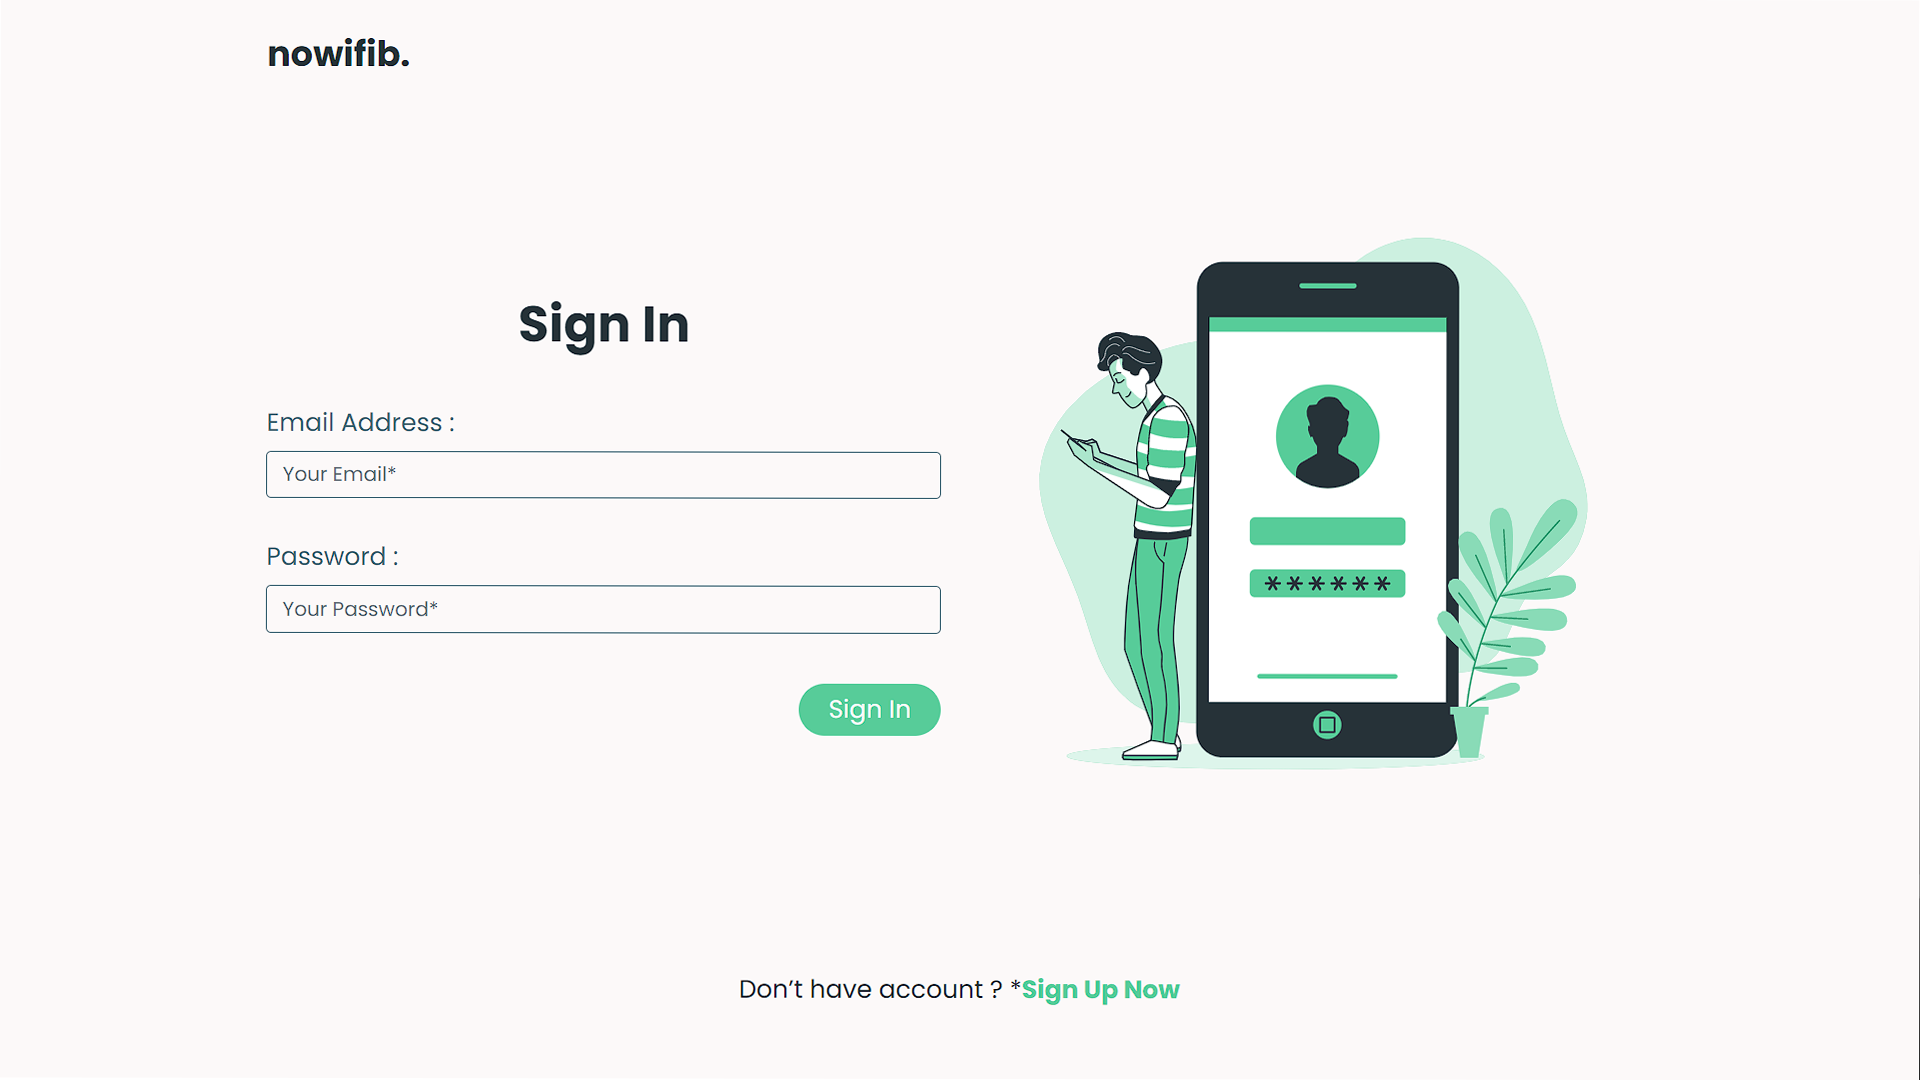 nowifib.
Sign In
Email Address :
Your Email*
Password :
Your Password*
Sign In
******
Don’t have account ? *Sign Up Now